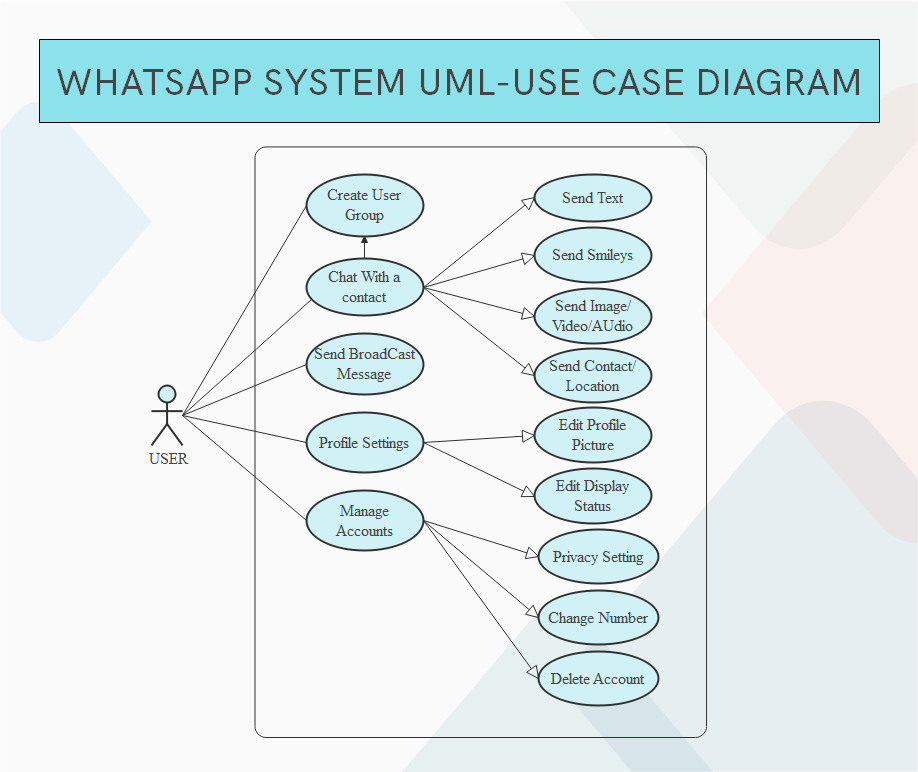 WHATSAPP SYSTEM UML-USE CASE DIAGRAM
Create User
Group
Chat With a
contact
Send BroadCast
Message
Profile Settings
Manage
Accounts
USER
Send Text
Send Smileys
Send Image/
Video/AUdio
Send Contact/
Location
Edit Profile
Picture
Edit Display
Status
Privacy Setting
Change Number
Delete Account